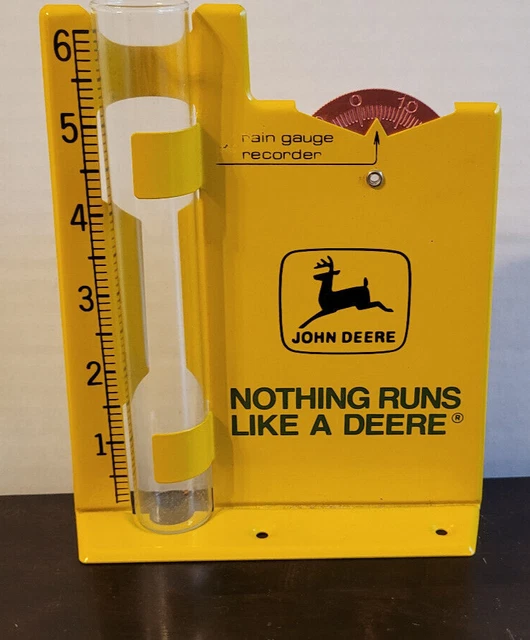 6
5
4
3
2
1
0 10
rain gauge
recorder
JOHN DEERE
NOTHING RUNS
LIKE A DEERE®